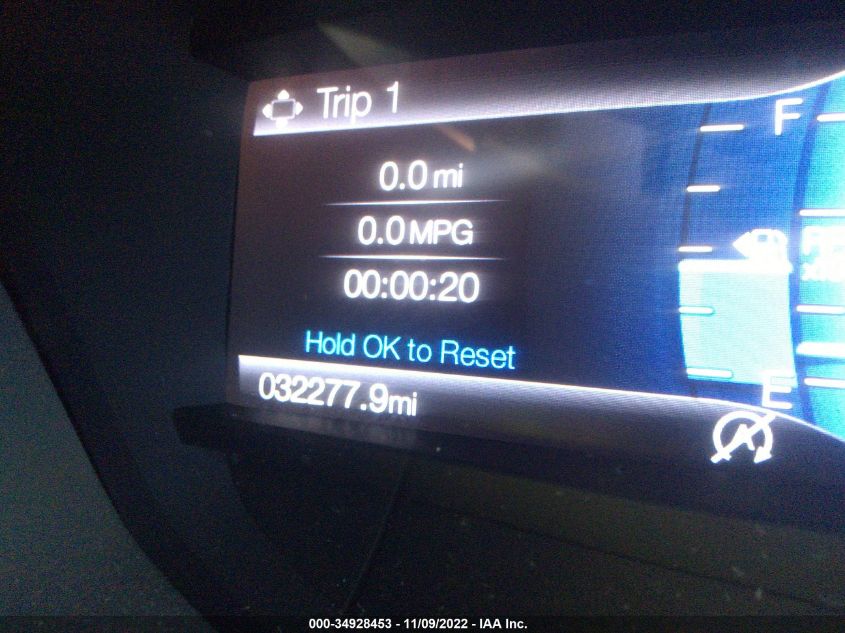 Trip 1
F
0.0 mi
0.0 MPG
00:00:20
Hold OK to Reset
032277.9mi
E
A
000-34928453 - 11/09/2022 - IAA Inc.